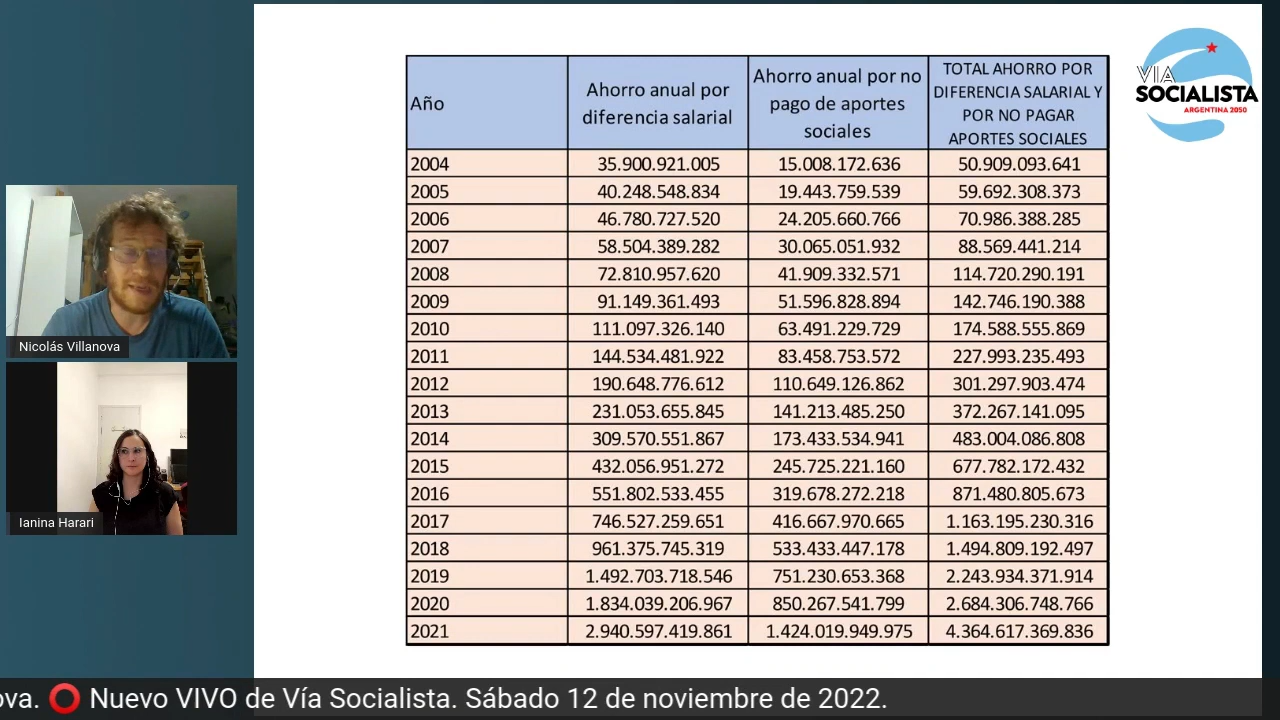 Año
Ahorro anual por
diferencia salarial
Ahorro anual por no
pago de aportes
sociales
TOTAL AHORRO POR
DIFERENCIA SALARIAL Y
POR NO PAGAR
APORTES SOCIALES
2004 35.900.921.005 15.008.172.636 50.909.093.641
2005 40.248.548.834 19.443.759.539 59.692.308.373
2006 46.780.727.520 24.205.660.766 70.986.388.285
2007 58.504.389.282 30.065.051.932 88.569.441.214
2008 72.810.957.620 41.909.332.571 114.720.290.191
2009 91.149.361.493 51.596.828.894 142.746.190.388
2010 111.097.326.140 63.491.229.729 174.588.555.869
2011 144.534.481.922 83.458.753.572 227.993.235.493
2012 190.648.776.612 110.649.126.862 301.297.903.474
2013 231.053.655.845 141.213.485.250 372.267.141.095
2014 309.570.551.867 173.433.534.941 483.004.086.808
2015 432.056.951.272 245.725.221.160 677.782.172.432
2016 551.802.533.455 319.678.272.218 871.480.805.673
2017 746.527.259.651 416.667.970.665 1.163.195.230.316
2018 961.375.745.319 533.433.447.178 1.494.809.192.497
2019 1.492.703.718.546 751.230.653.368 2.243.934.371.914
2020 1.834.039.206.967 850.267.541.799 2.684.306.748.766
2021 2.940.597.419.861 1.424.019.949.975 4.364.617.369.836
VIA
SOCIALISTA
ARGENTINA 2050
Nicolás Villanova
Ianina Harari
ova. ⭕ Nuevo VIVO de Vía Socialista. Sábado 12 de noviembre de 2022.